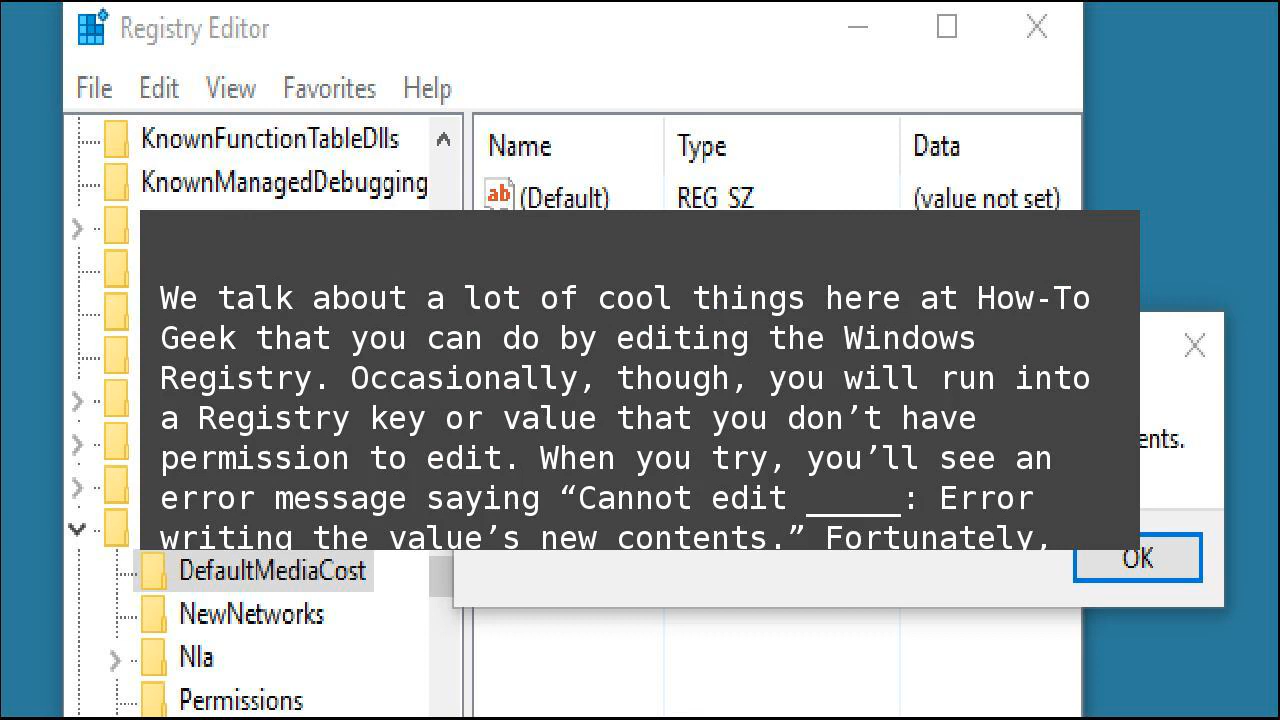 Registry Editor
File Edit View Favorites Help
KnownFunctionTableDlls
KnownManagedDebugging
Name Type Data
(Default) REG_SZ (value not set)
We talk about a lot of cool things here at How-To
Geek that you can do by editing the Windows
Registry. Occasionally, though, you will run into
a Registry key or value that you don’t have
permission to edit. When you try, you’ll see an
error message saying “Cannot edit _____: Error
writing the value’s new contents.” Fortunately,
ents.
OK
DefaultMediaCost
NewNetworks
Nla
Permissions